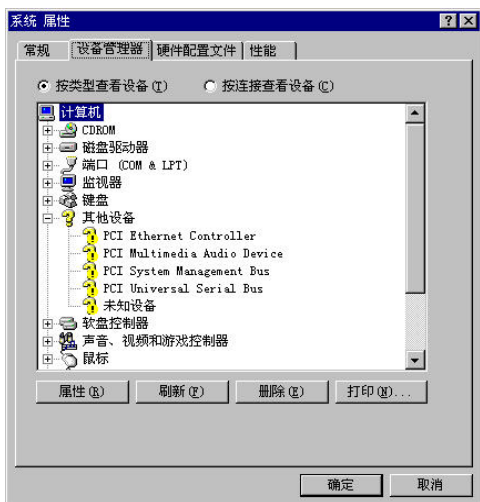 系统 属性
常规 设备管理器 硬件配置文件 性能
按类型查看设备(T) 按连接查看设备(C)
计算机
CDROM
磁盘驱动器
端口 (COM & LPT)
监视器
键盘
其他设备
PCI Ethernet Controller
PCI Multimedia Audio Device
PCI System Management Bus
PCI Universal Serial Bus
未知设备
软盘控制器
声音、视频和游戏控制器
鼠标
属性(R) 刷新(F) 删除(E) 打印(N)...
确定 取消